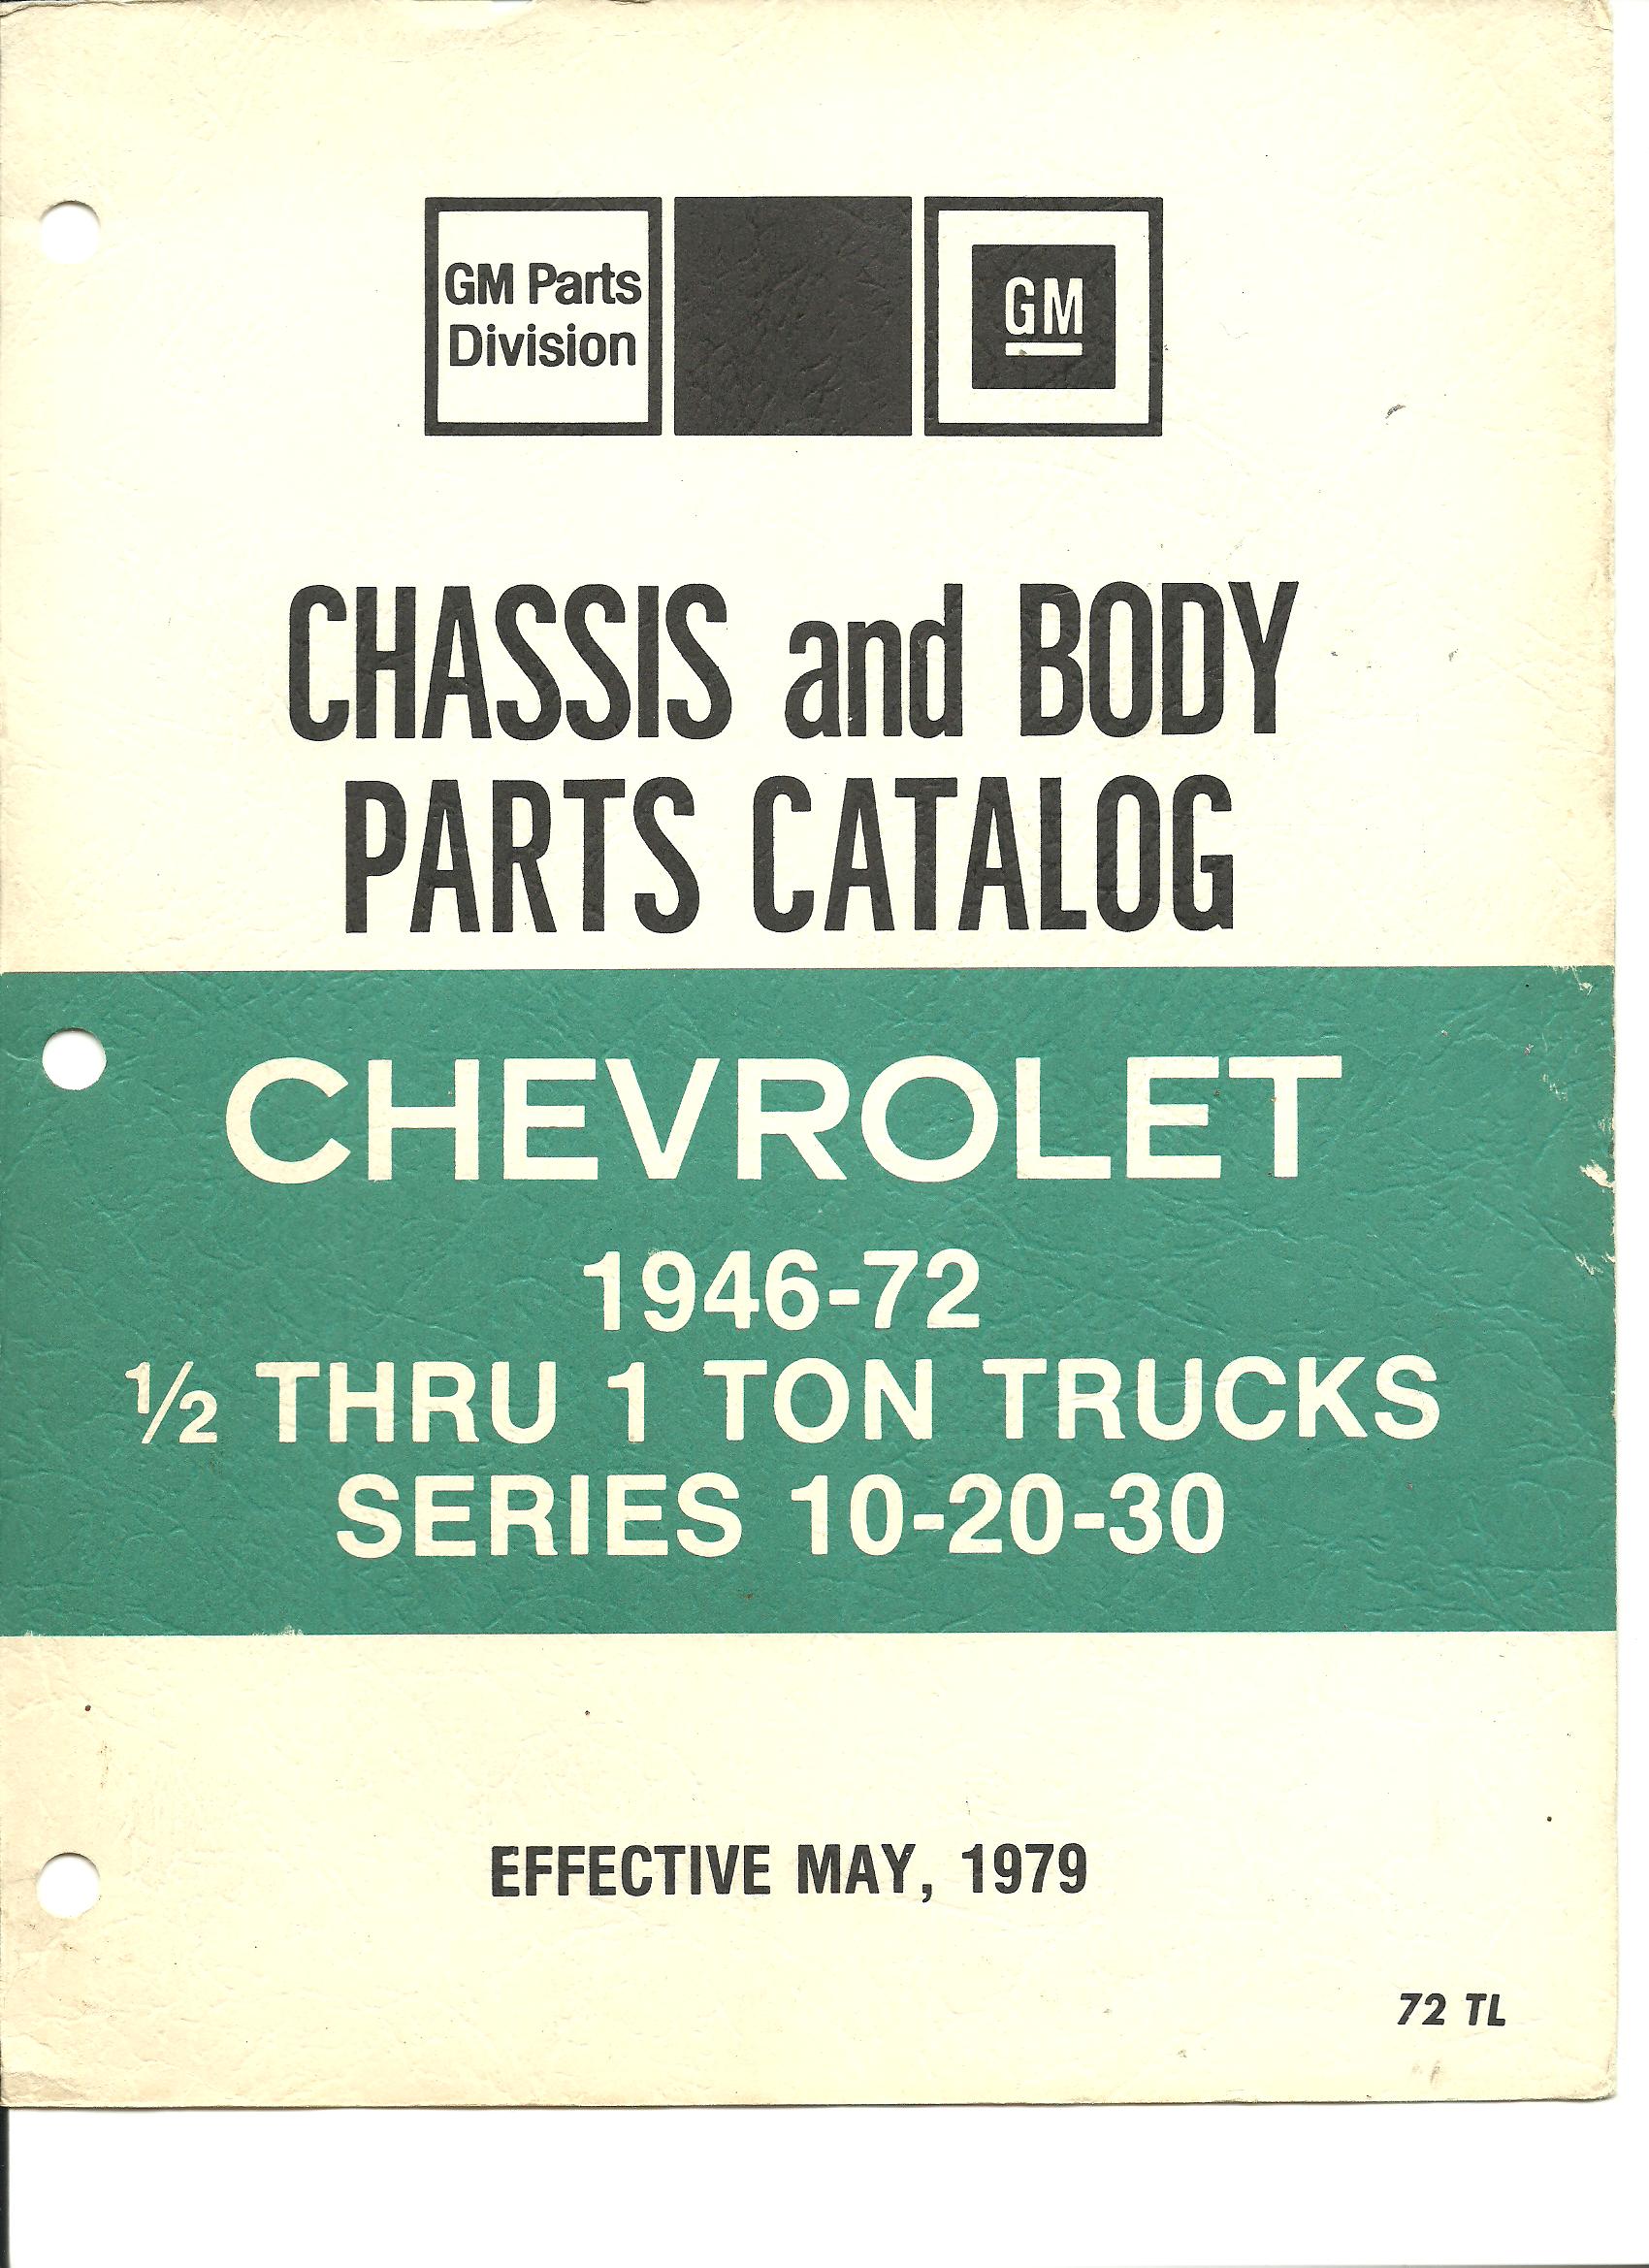 GM Parts
Division
GM
CHASSIS and BODY
PARTS CATALOG
CHEVROLET
1946-72
½ THRU 1 TON TRUCKS
SERIES 10-20-30
EFFECTIVE MAY, 1979
72 TL